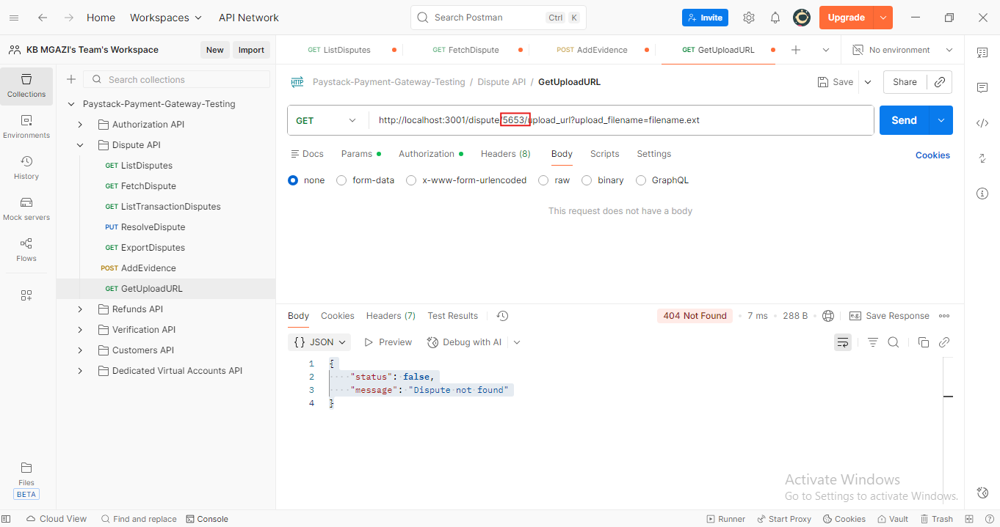 Home Workspaces API Network Search Postman Ctrl K Invite Upgrade
KB MGAZI's Team's Workspace New Import GET ListDisputes GET FetchDispute POST AddEvidence GET GetUploadURL No environment
Collections
Environments
History
Mock servers
Flows
Files
BETA
Search collections
Paystack-Payment-Gateway-Testing
Authorization API
Dispute API
GET ListDisputes
GET FetchDispute
GET ListTransactionDisputes
PUT ResolveDispute
GET ExportDisputes
POST AddEvidence
GET GetUploadURL
Refunds API
Verification API
Customers API
Dedicated Virtual Accounts API
HTTP Paystack-Payment-Gateway-Testing / Dispute API / GetUploadURL Save Share
GET http://localhost:3001/dispute/5653/upload_url?upload_filename=filename.ext Send
Docs Params Authorization Headers (8) Body Scripts Settings Cookies
none form-data x-www-form-urlencoded raw binary GraphQL
This request does not have a body
Body Cookies Headers (7) Test Results 404 Not Found 7 ms 288 B e.g. Save Response
{} JSON Preview Debug with AI
1 {
2 "status": false,
3 "message": "Dispute not found"
4 }
Activate Windows
Go to Settings to activate Windows.
Cloud View Find and replace Console Runner Start Proxy Cookies Vault Trash